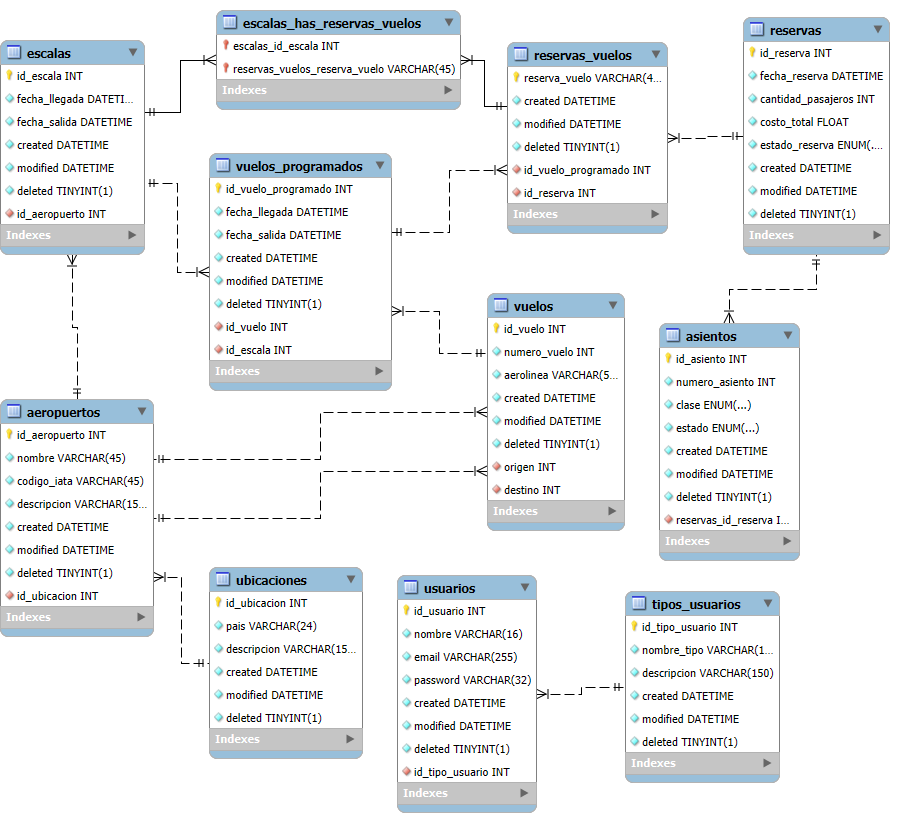 escalas
id_escala INT
fecha_llegada DATETI...
fecha_salida DATETIME
created DATETIME
modified DATETIME
deleted TINYINT(1)
id_aeropuerto INT
Indexes
escalas_has_reservas_vuelos
escalas_id_escala INT
reservas_vuelos_reserva_vuelo VARCHAR(45)
Indexes
reservas_vuelos
reserva_vuelo VARCHAR(4...
created DATETIME
modified DATETIME
deleted TINYINT(1)
id_vuelo_programado INT
id_reserva INT
Indexes
reservas
id_reserva INT
fecha_reserva DATETIME
cantidad_pasajeros INT
costo_total FLOAT
estado_reserva ENUM(....
created DATETIME
modified DATETIME
deleted TINYINT(1)
Indexes
vuelos_programados
id_vuelo_programado INT
fecha_llegada DATETIME
fecha_salida DATETIME
created DATETIME
modified DATETIME
deleted TINYINT(1)
id_vuelo INT
id_escala INT
Indexes
vuelos
id_vuelo INT
numero_vuelo INT
aerolinea VARCHAR(5...
created DATETIME
modified DATETIME
deleted TINYINT(1)
origen INT
destino INT
Indexes
asientos
id_asiento INT
numero_asiento INT
clase ENUM(...)
estado ENUM(...)
created DATETIME
modified DATETIME
deleted TINYINT(1)
reservas_id_reserva I...
Indexes
aeropuertos
id_aeropuerto INT
nombre VARCHAR(45)
codigo_iata VARCHAR(45)
descripcion VARCHAR(15...
created DATETIME
modified DATETIME
deleted TINYINT(1)
id_ubicacion INT
Indexes
ubicaciones
id_ubicacion INT
pais VARCHAR(24)
descripcion VARCHAR(15...
created DATETIME
modified DATETIME
deleted TINYINT(1)
Indexes
usuarios
id_usuario INT
nombre VARCHAR(16)
email VARCHAR(255)
password VARCHAR(32)
created DATETIME
modified DATETIME
deleted TINYINT(1)
id_tipo_usuario INT
Indexes
tipos_usuarios
id_tipo_usuario INT
nombre_tipo VARCHAR(1...
descripcion VARCHAR(150)
created DATETIME
modified DATETIME
deleted TINYINT(1)
Indexes